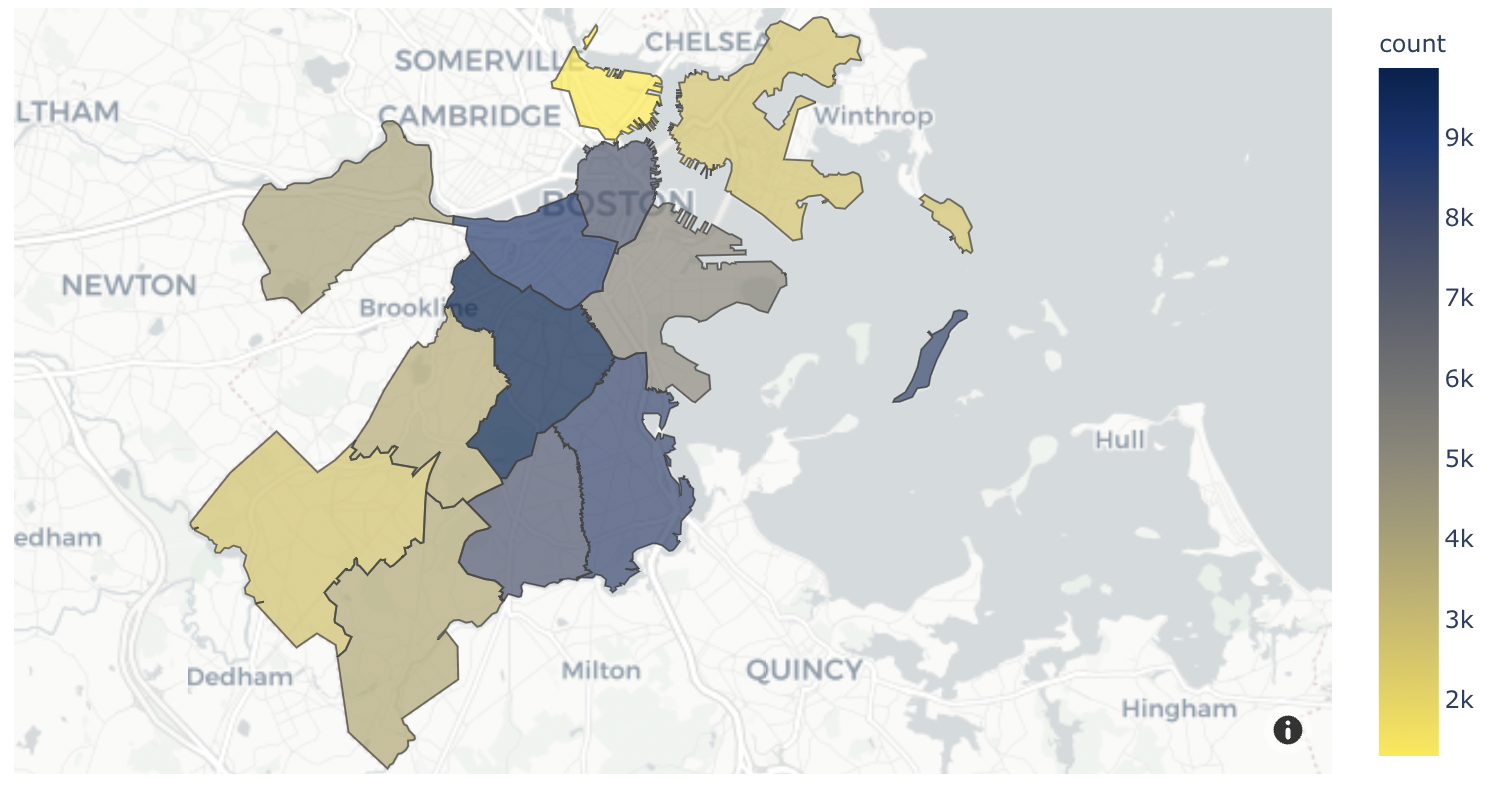 SOMERVILLE
CHELSEA
LTHAM
CAMBRIDGE
Winthrop
BOSTON
NEWTON
Brookline
Hull
edham
Dedham
Milton
QUINCY
Hingham
count
9k
8k
7k
6k
5k
4k
3k
2k